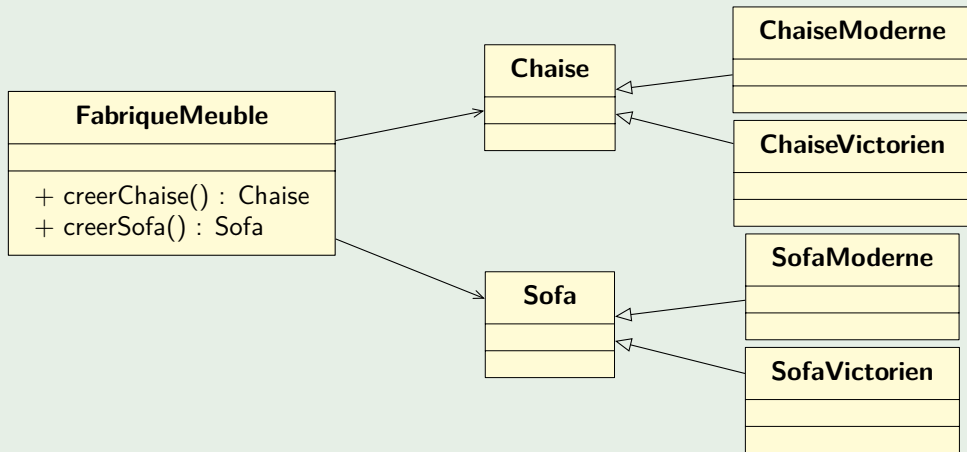 FabriqueMeuble
+ creerChaise() : Chaise
+ creerSofa() : Sofa
Chaise
Sofa
ChaiseModerne
ChaiseVictorien
SofaModerne
SofaVictorien